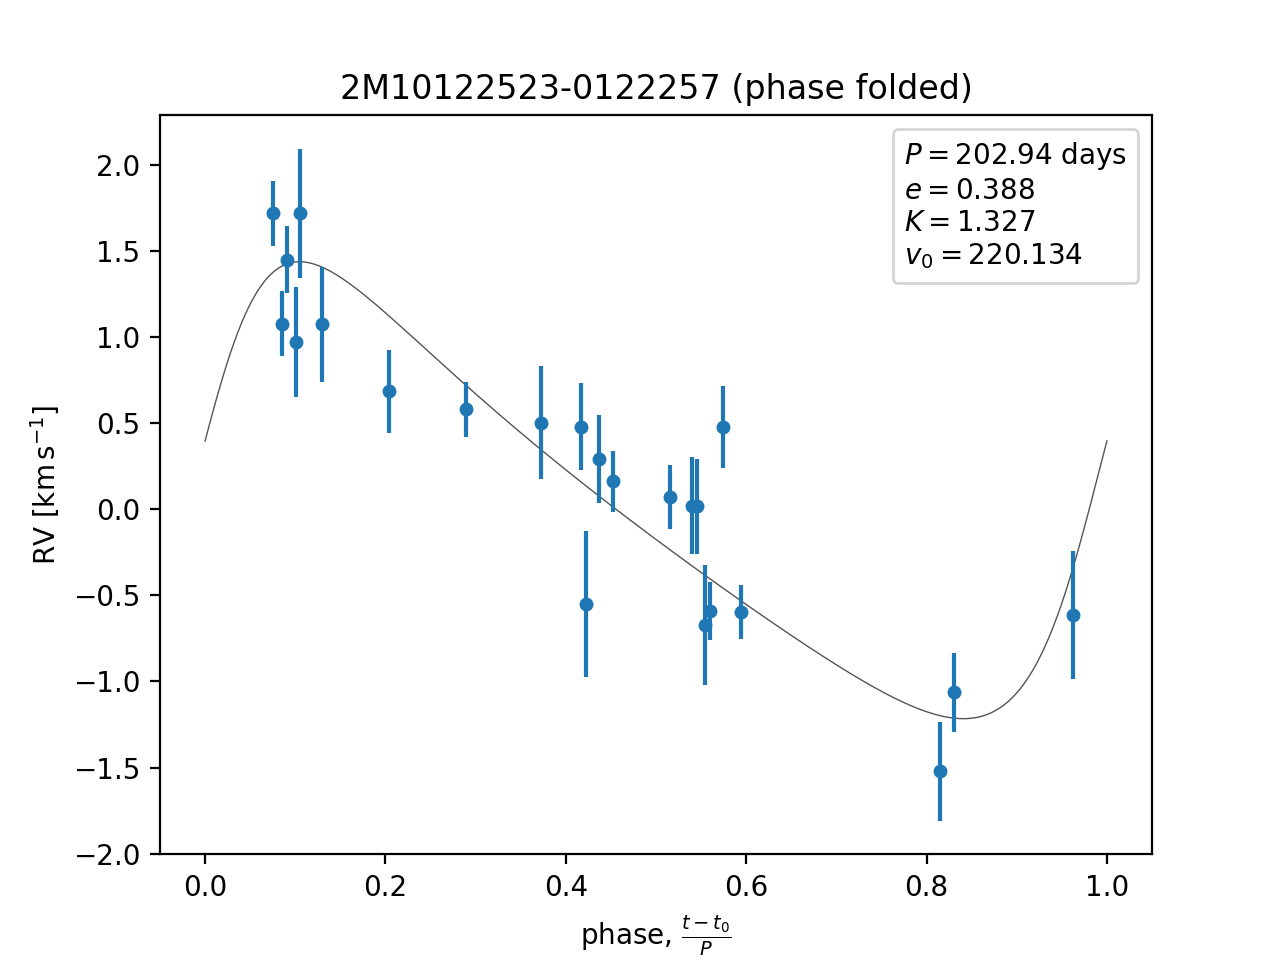 2M10122523-0122257 (phase folded)
P = 202.94 days
e = 0.388
K = 1.327
v₀ = 220.134
RV [km s⁻¹]
2.0
1.5
1.0
0.5
0.0
−0.5
−1.0
−1.5
−2.0
0.0 0.2 0.4 0.6 0.8 1.0
phase, (t − t₀)/P